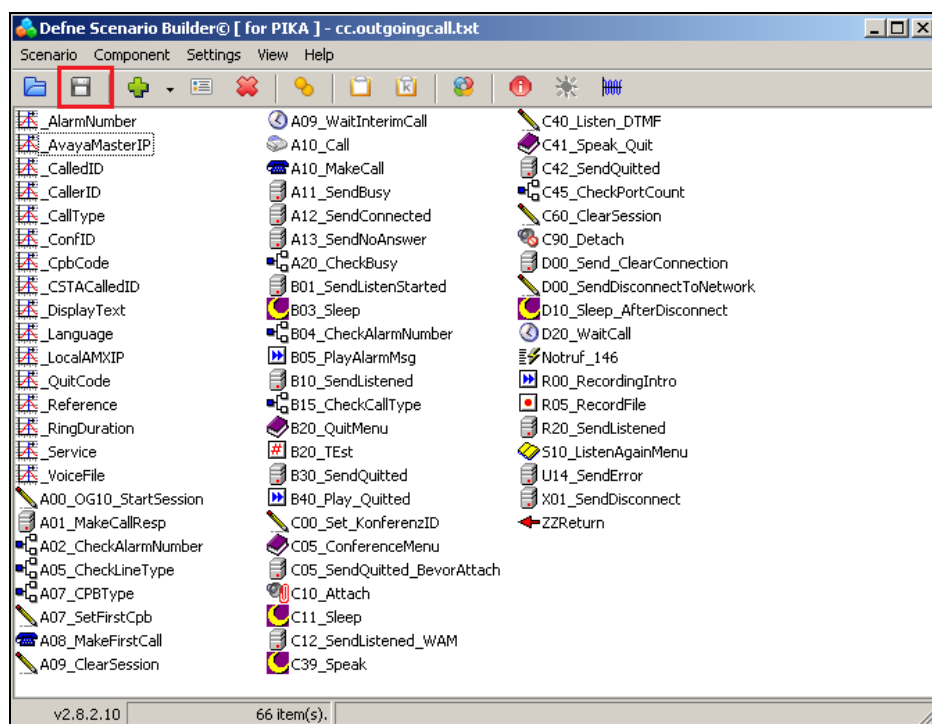 Defne Scenario Builder© [ for PIKA ] - cc.outgoingcall.txt
Scenario Component Settings View Help
_AlarmNumber
_AvayaMasterIP
_CalledID
_CallerID
_CallType
_ConfID
_CpbCode
_CSTACalledID
_DisplayText
_Language
_LocalAMXIP
_QuitCode
_Reference
_RingDuration
_Service
_VoiceFile
A00_OG10_StartSession
A01_MakeCallResp
A02_CheckAlarmNumber
A05_CheckLineType
A07_CPBType
A07_SetFirstCpb
A08_MakeFirstCall
A09_ClearSession
A09_WaitInterimCall
A10_Call
A10_MakeCall
A11_SendBusy
A12_SendConnected
A13_SendNoAnswer
A20_CheckBusy
B01_SendListenStarted
B03_Sleep
B04_CheckAlarmNumber
B05_PlayAlarmMsg
B10_SendListened
B15_CheckCallType
B20_QuitMenu
B20_TEst
B30_SendQuitted
B40_Play_Quitted
C00_Set_KonferenzID
C05_ConferenceMenu
C05_SendQuitted_BevorAttach
C10_Attach
C11_Sleep
C12_SendListened_WAM
C39_Speak
C40_Listen_DTMF
C41_Speak_Quit
C42_SendQuitted
C45_CheckPortCount
C60_ClearSession
C90_Detach
D00_Send_ClearConnection
D00_SendDisconnectToNetwork
D10_Sleep_AfterDisconnect
D20_WaitCall
Notruf_146
R00_RecordingIntro
R05_RecordFile
R20_SendListened
S10_ListenAgainMenu
U14_SendError
X01_SendDisconnect
ZZReturn
v2.8.2.10 66 item(s).